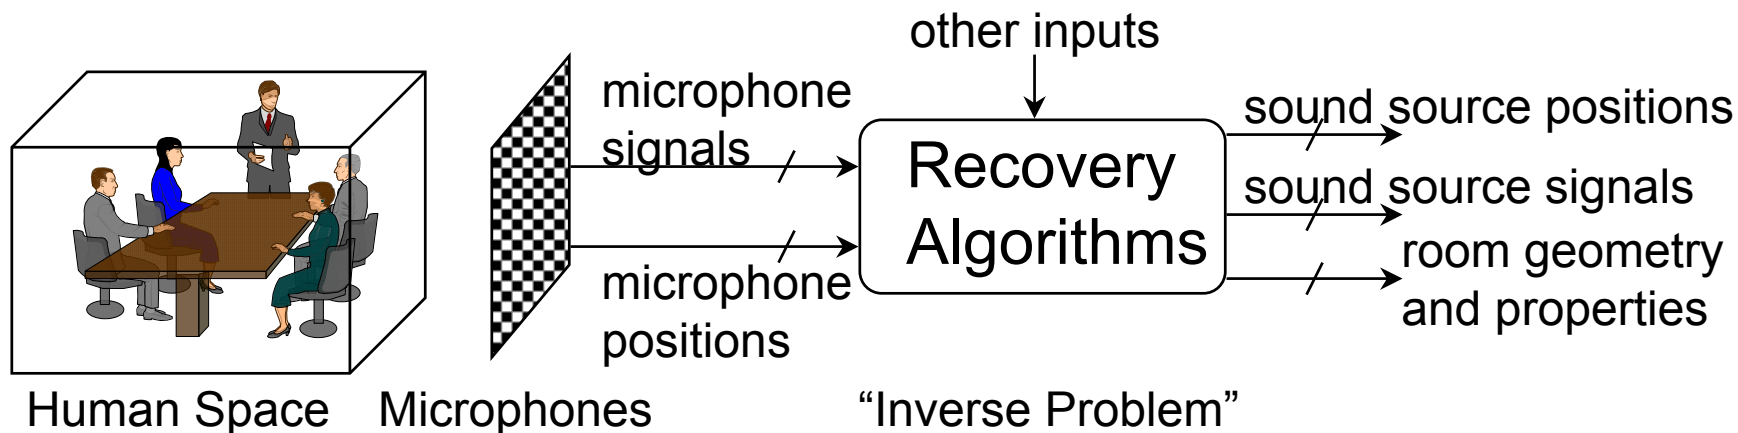 other inputs
microphone
signals
sound source positions
Recovery
Algorithms
sound source signals
microphone
positions
room geometry
and properties
Human Space
Microphones
“Inverse Problem”